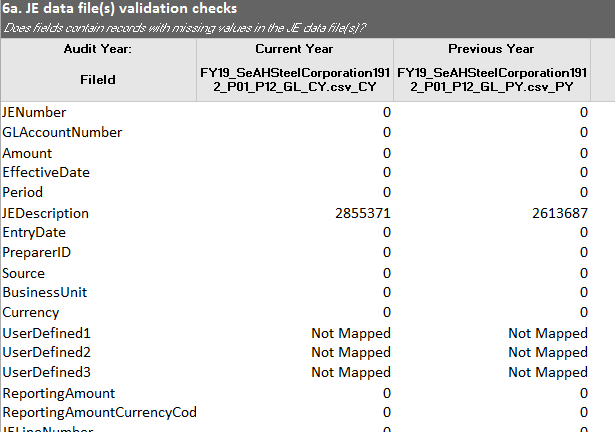 6a. JE data file(s) validation checks
Does fields contain records with missing values in the JE data file(s)?
Audit Year: Current Year Previous Year
FileId FY19_SeAHSteelCorporation191 2_P01_P12_GL_CY.csv_CY FY19_SeAHSteelCorporation191 2_P01_P12_GL_PY.csv_PY
JENumber 0 0
GLAccountNumber 0 0
Amount 0 0
EffectiveDate 0 0
Period 0 0
JEDescription 2855371 2613687
EntryDate 0 0
PreparerID 0 0
Source 0 0
BusinessUnit 0 0
Currency 0 0
UserDefined1 Not Mapped Not Mapped
UserDefined2 Not Mapped Not Mapped
UserDefined3 Not Mapped Not Mapped
ReportingAmount 0 0
ReportingAmountCurrencyCod 0 0
JELineNumber 0 0